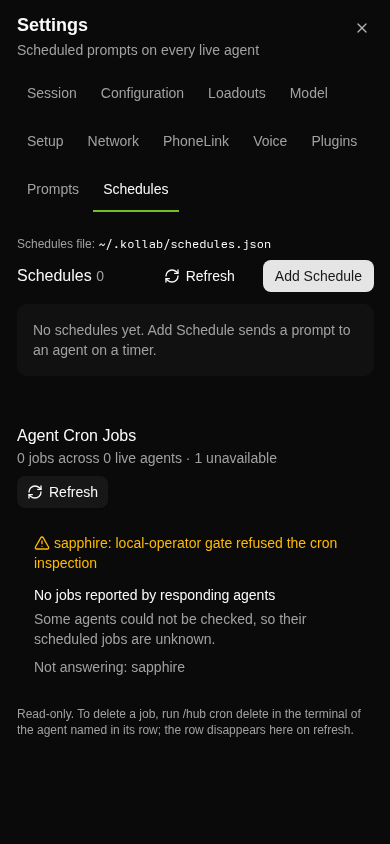 Settings
Scheduled prompts on every live agent
Session Configuration Loadouts Model
Setup Network PhoneLink Voice Plugins
Prompts Schedules
Schedules file: ~/.kollab/schedules.json
Schedules 0 Refresh Add Schedule
No schedules yet. Add Schedule sends a prompt to
an agent on a timer.
Agent Cron Jobs
0 jobs across 0 live agents · 1 unavailable
Refresh
sapphire: local-operator gate refused the cron
inspection
No jobs reported by responding agents
Some agents could not be checked, so their
scheduled jobs are unknown.
Not answering: sapphire
Read-only. To delete a job, run /hub cron delete in the terminal of
the agent named in its row; the row disappears here on refresh.